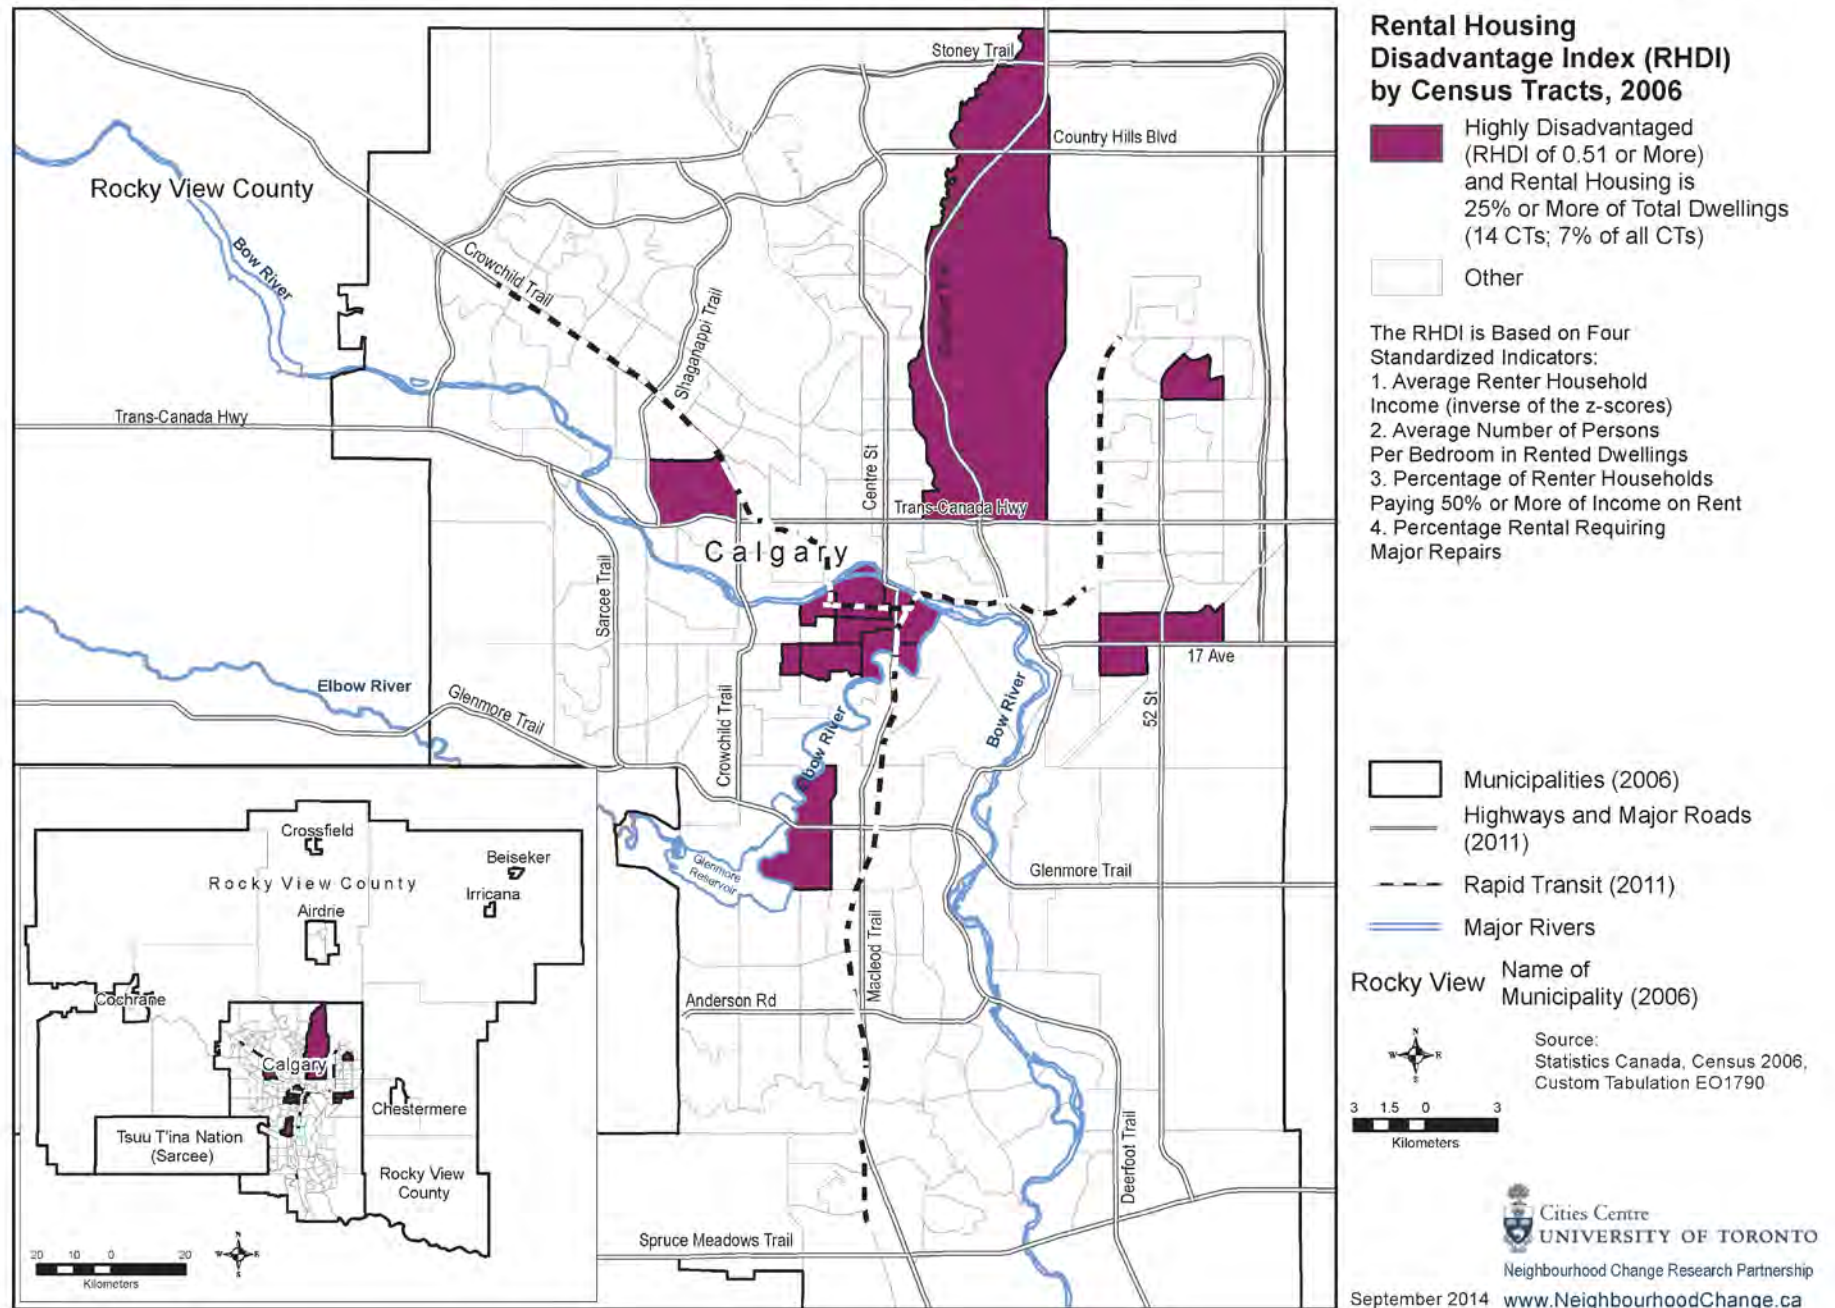 Rental Housing
Disadvantage Index (RHDI)
by Census Tracts, 2006
Highly Disadvantaged
(RHDI of 0.51 or More)
and Rental Housing is
25% or More of Total Dwellings
(14 CTs; 7% of all CTs)
Other
The RHDI is Based on Four
Standardized Indicators:
1. Average Renter Household
Income (inverse of the z-scores)
2. Average Number of Persons
Per Bedroom in Rented Dwellings
3. Percentage of Renter Households
Paying 50% or More of Income on Rent
4. Percentage Rental Requiring
Major Repairs
Municipalities (2006)
Highways and Major Roads
(2011)
Rapid Transit (2011)
Major Rivers
Rocky View
Name of
Municipality (2006)
N
W
E
S
Source:
Statistics Canada, Census 2006,
Custom Tabulation EO1790
3 1.5 0 3
Kilometers
Cities Centre
UNIVERSITY OF TORONTO
Neighbourhood Change Research Partnership
September 2014 www.NeighbourhoodChange.ca
Stoney Trail
Country Hills Blvd
Rocky View County
Bow River
Crowchild Trail
Shaganappi Trail
Trans-Canada Hwy
Centre St
Trans-Canada Hwy
Calgary
Sarcee Trail
17 Ave
Elbow River
Glenmore Trail
Crowchild Trail
Elbow River
Bow River
52 St
Glenmore
Reservoir
Glenmore Trail
Macleod Trail
Anderson Rd
Deerfoot Trail
Spruce Meadows Trail
Crossfield
Beiseker
Rocky View County
Irricana
Airdrie
Cochrane
Calgary
Chestermere
Tsuu T'ina Nation
(Sarcee)
Rocky View
County
N
W
E
S
20 10 0 20
Kilometers